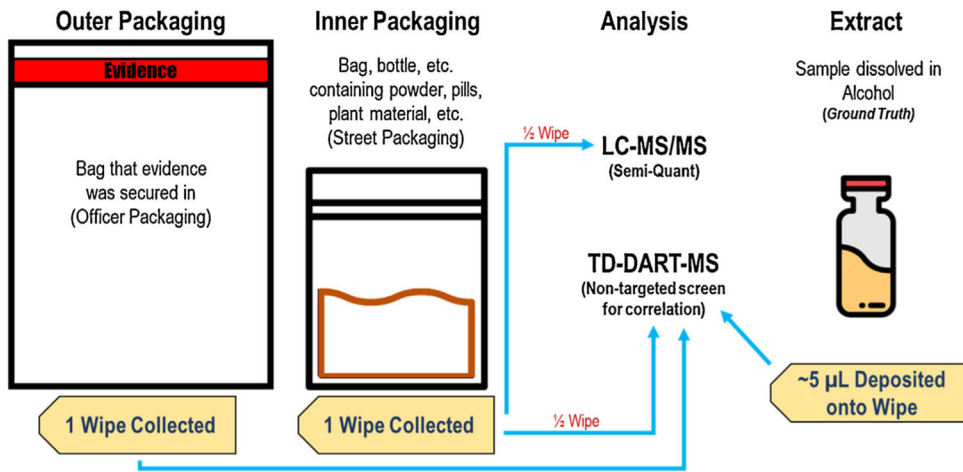 Outer Packaging
Evidence
Bag that evidence
was secured in
(Officer Packaging)
1 Wipe Collected
Inner Packaging
Bag, bottle, etc.
containing powder, pills,
plant material, etc.
(Street Packaging)
1 Wipe Collected
½ Wipe
½ Wipe
Analysis
LC-MS/MS
(Semi-Quant)
TD-DART-MS
(Non-targeted screen
for correlation)
Extract
Sample dissolved in
Alcohol
(Ground Truth)
~5 µL Deposited
onto Wipe